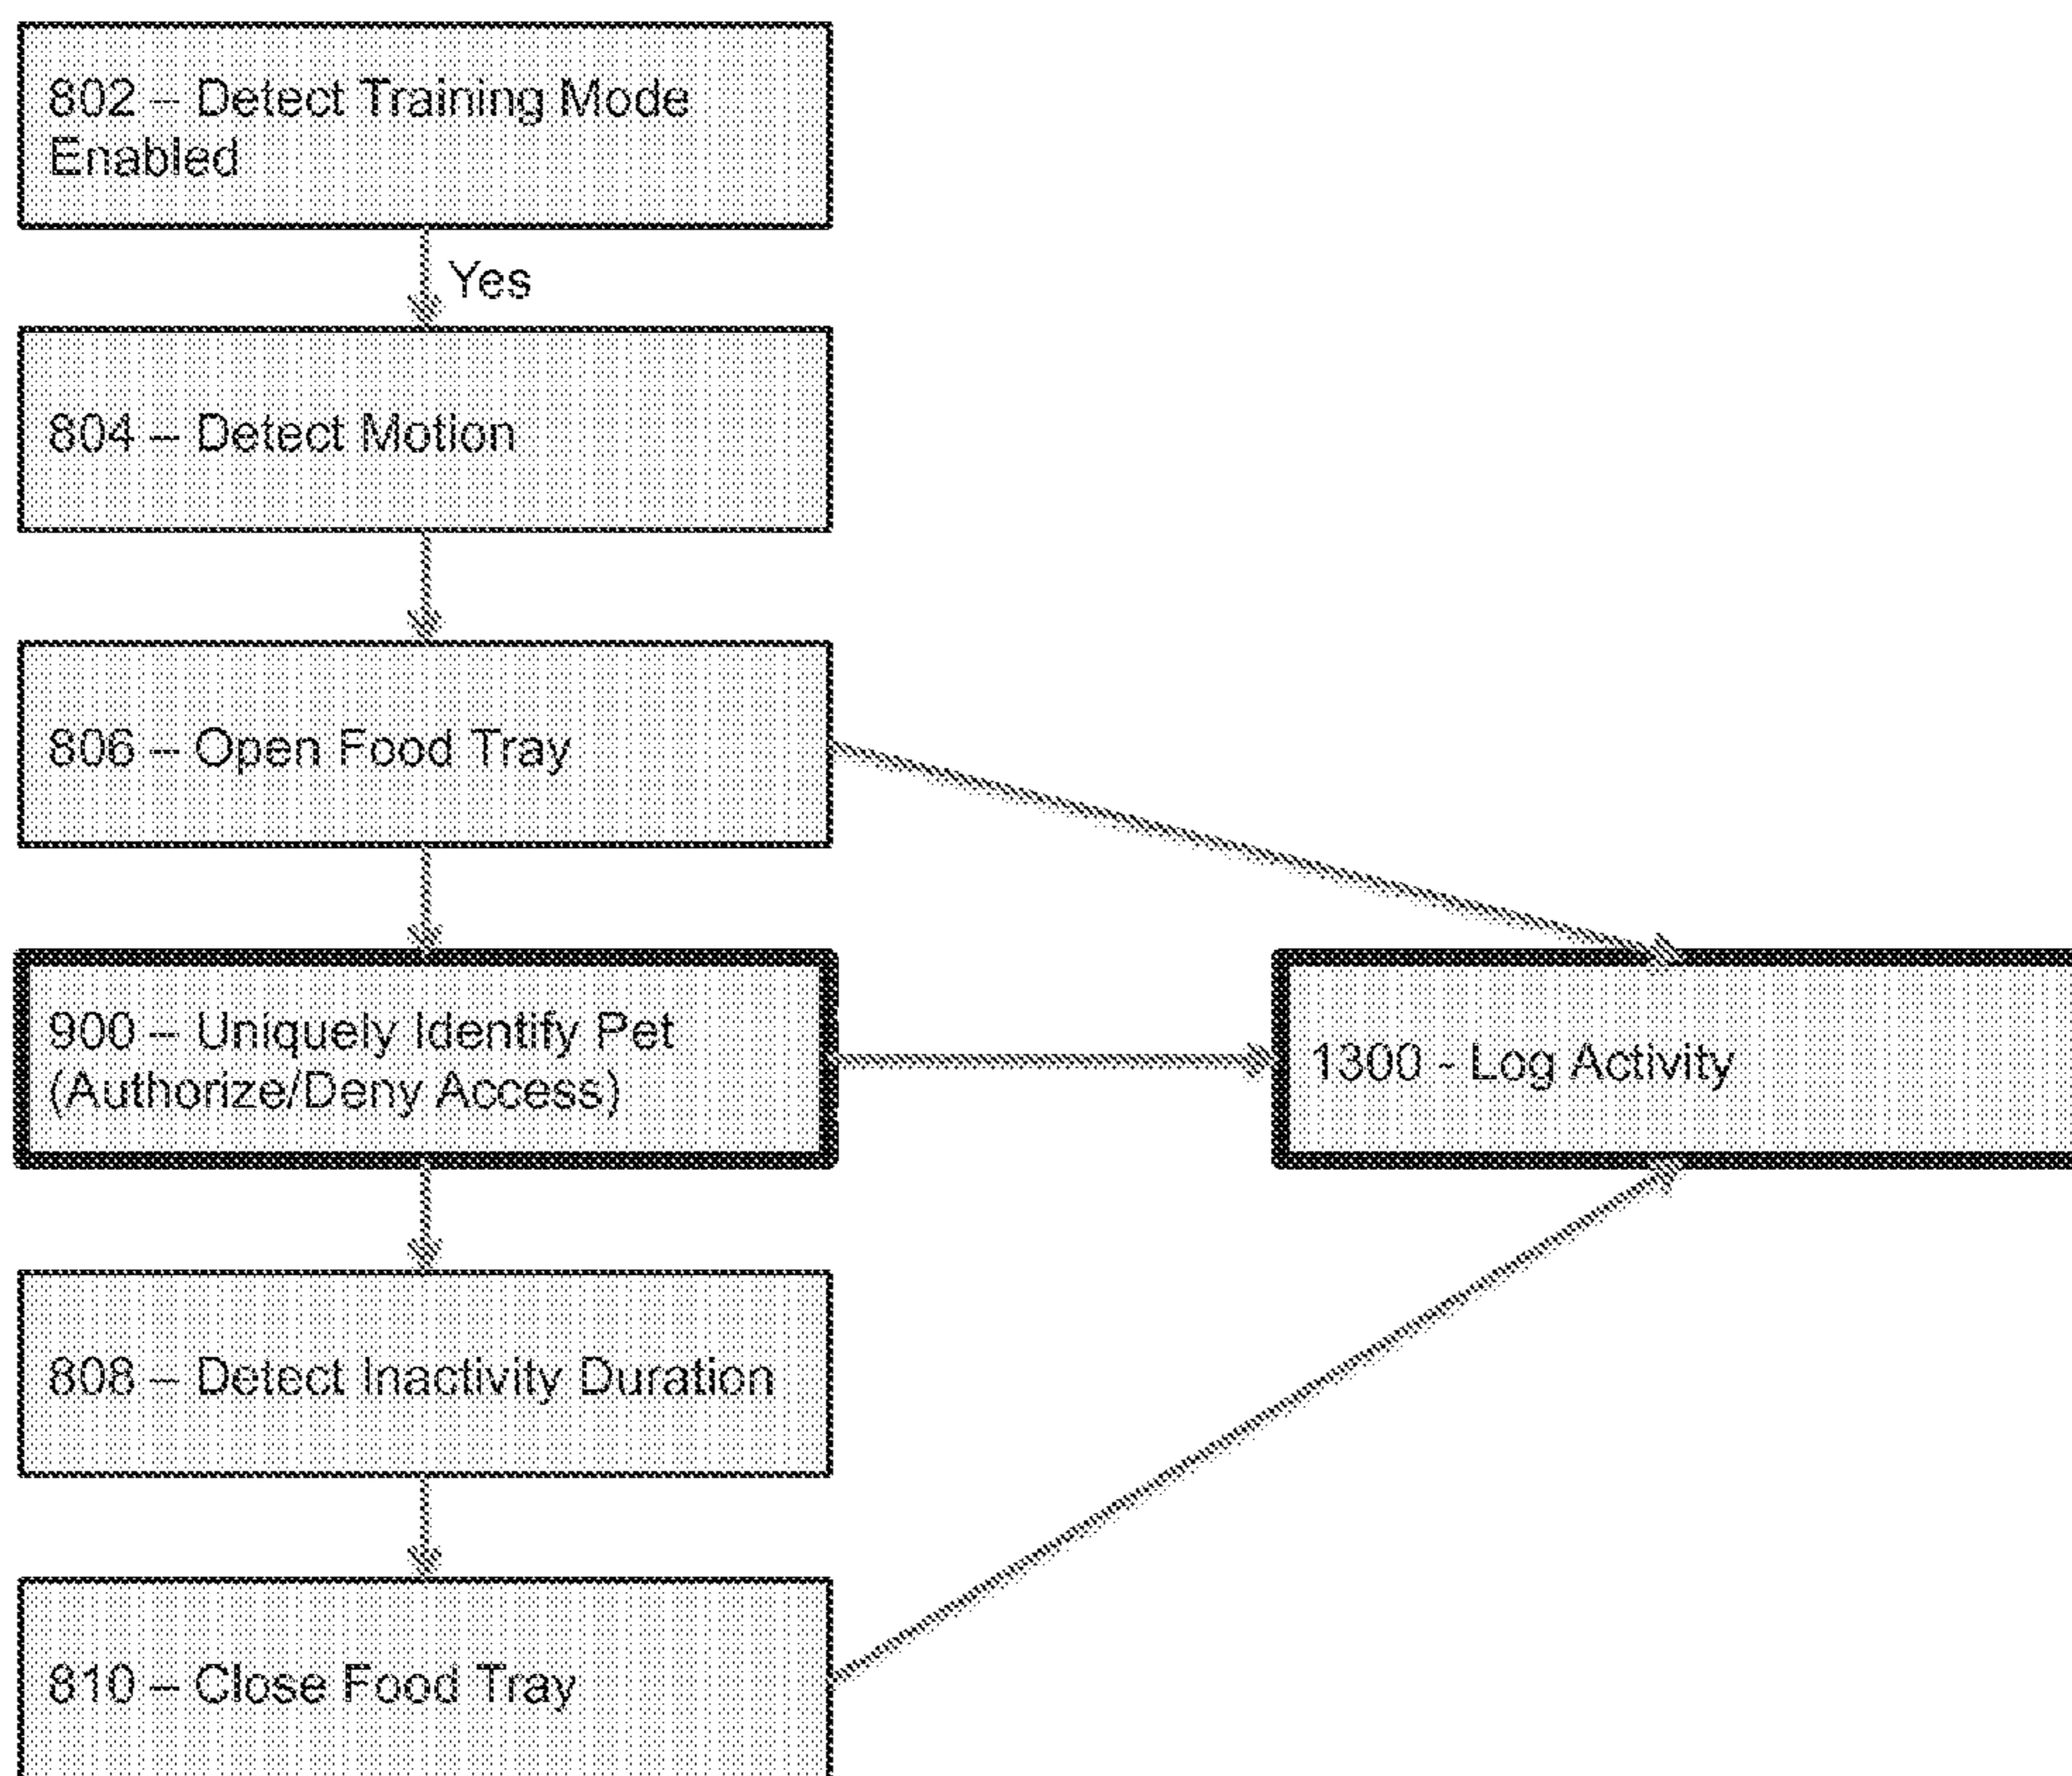 802 – Detect Training Mode
Enabled
Yes
804 – Detect Motion
806 – Open Food Tray
900 – Uniquely Identify Pet
(Authorize/Deny Access)
1300 - Log Activity
808 – Detect Inactivity Duration
810 – Close Food Tray